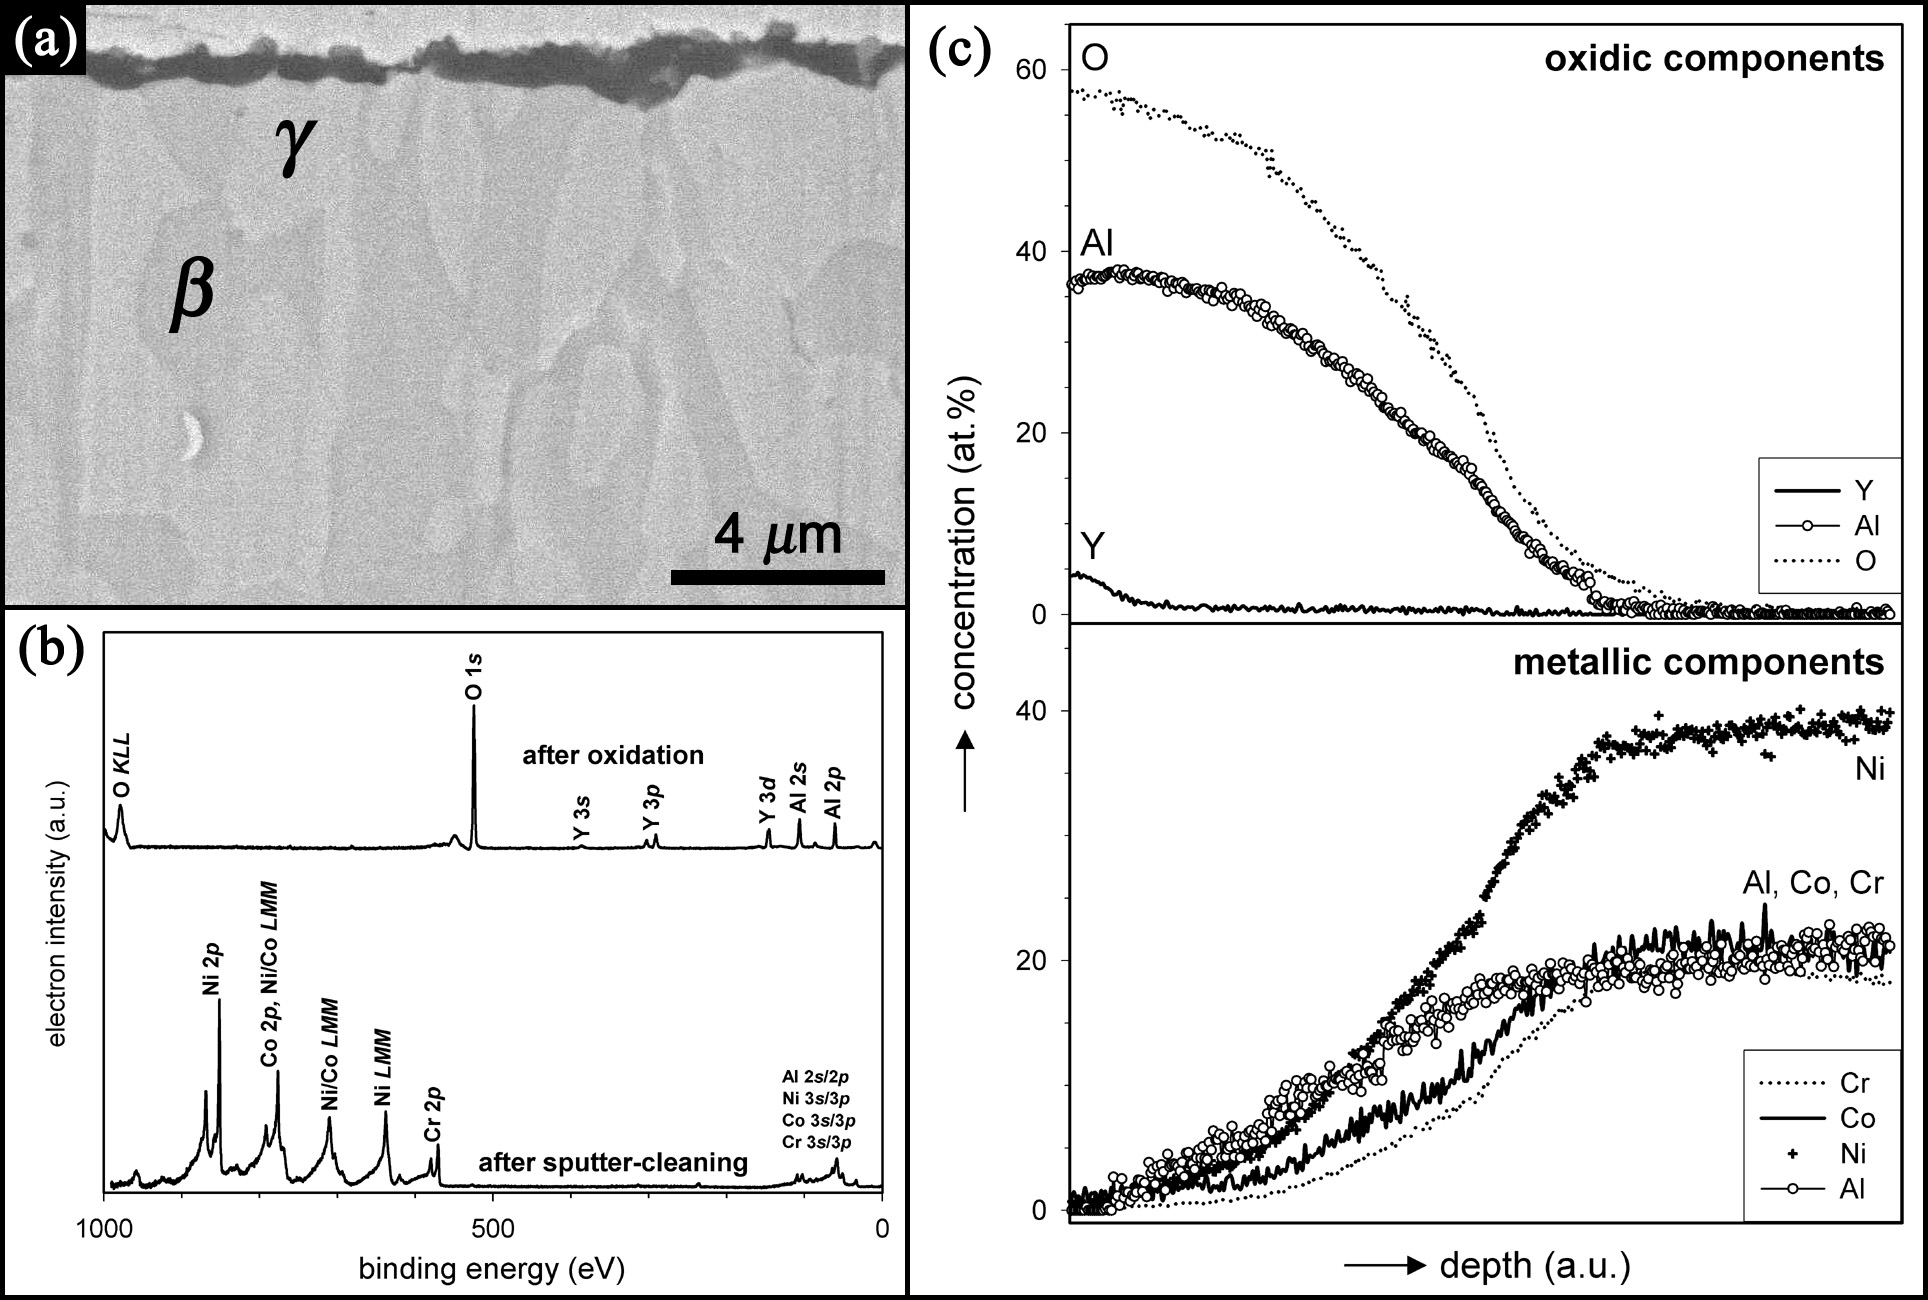 (a)
γ
β
4 μm
(b)
O KLL
O 1s
after oxidation
Y 3s
Y 3p
Y 3d
Al 2s
Al 2p
Ni 2p
Co 2p, Ni/Co LMM
Ni/Co LMM
Ni LMM
Cr 2p
after sputter-cleaning
Al 2s/2p
Ni 3s/3p
Co 3s/3p
Cr 3s/3p
electron intensity (a.u.)
1000
500
0
binding energy (eV)
(c)
oxidic components
60
40
20
0
O
Al
Y
Y
Al
O
concentration (at.%)
metallic components
40
20
0
Ni
Al, Co, Cr
Cr
Co
Ni
Al
depth (a.u.)